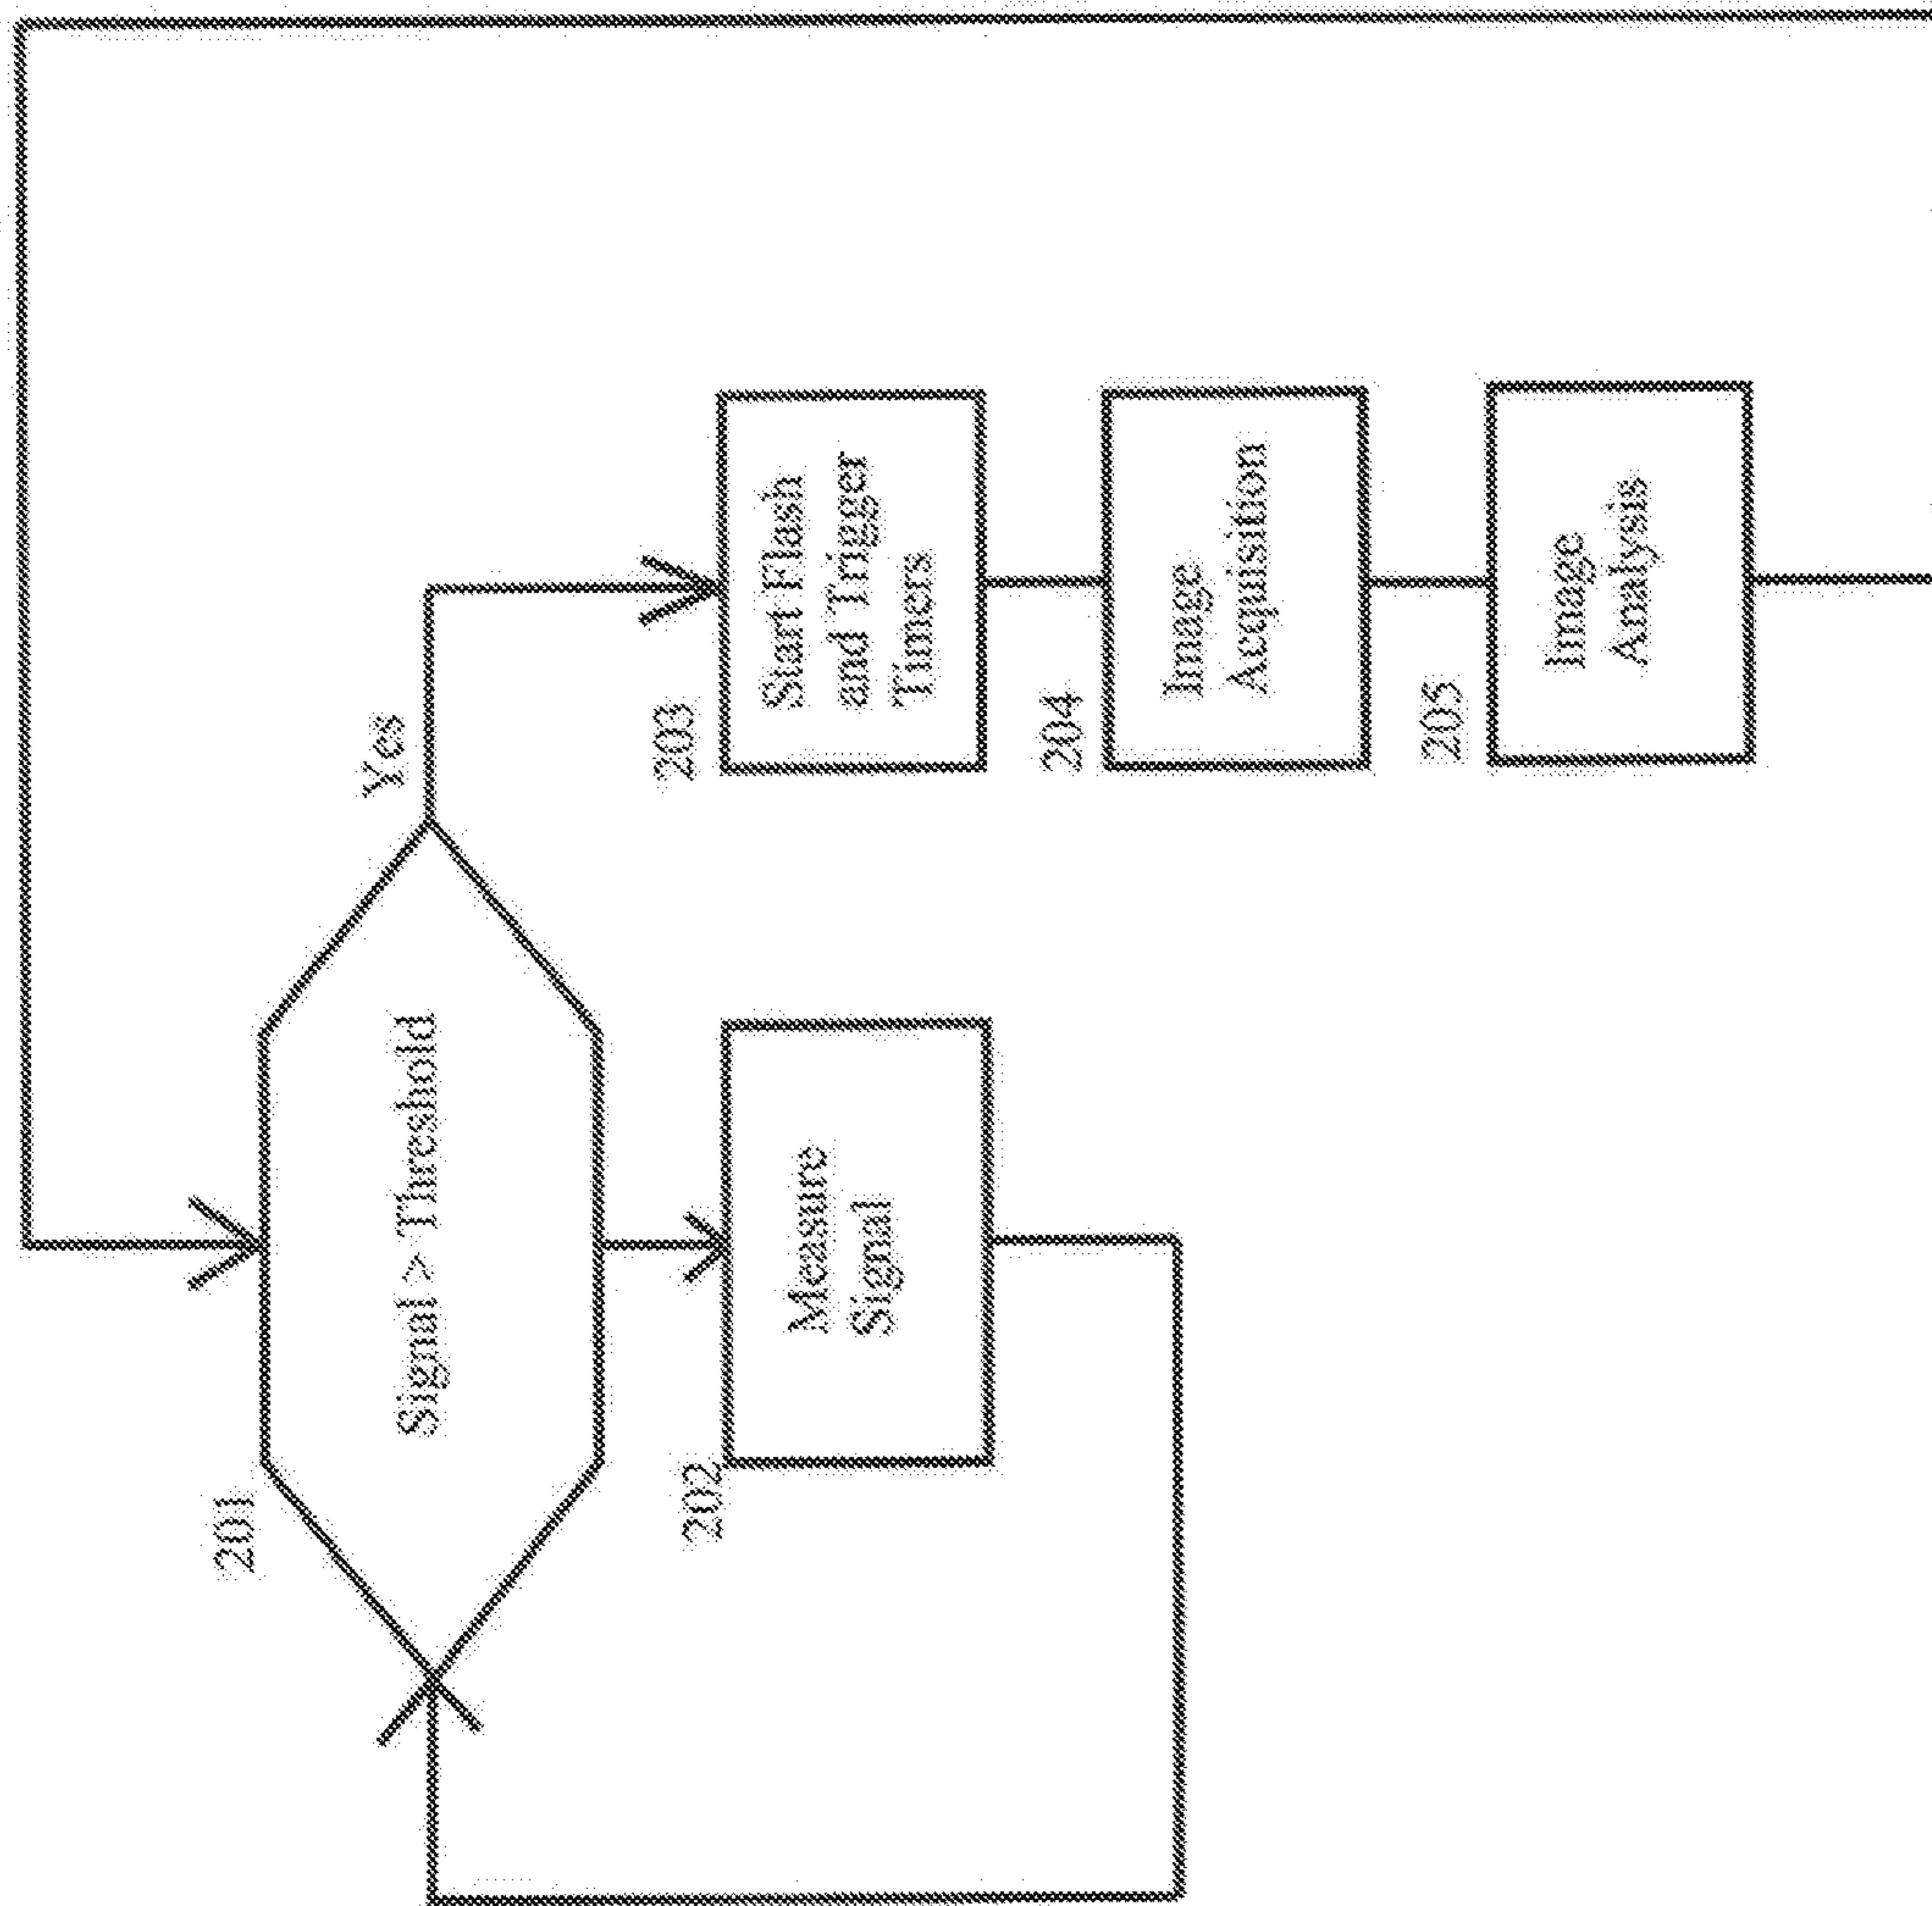 201
Signal > Threshold
Yes
202
Measure
Signal
203
Start Flash
and Trigger
Timers
204
Image
Acquisition
205
Image
Analysis